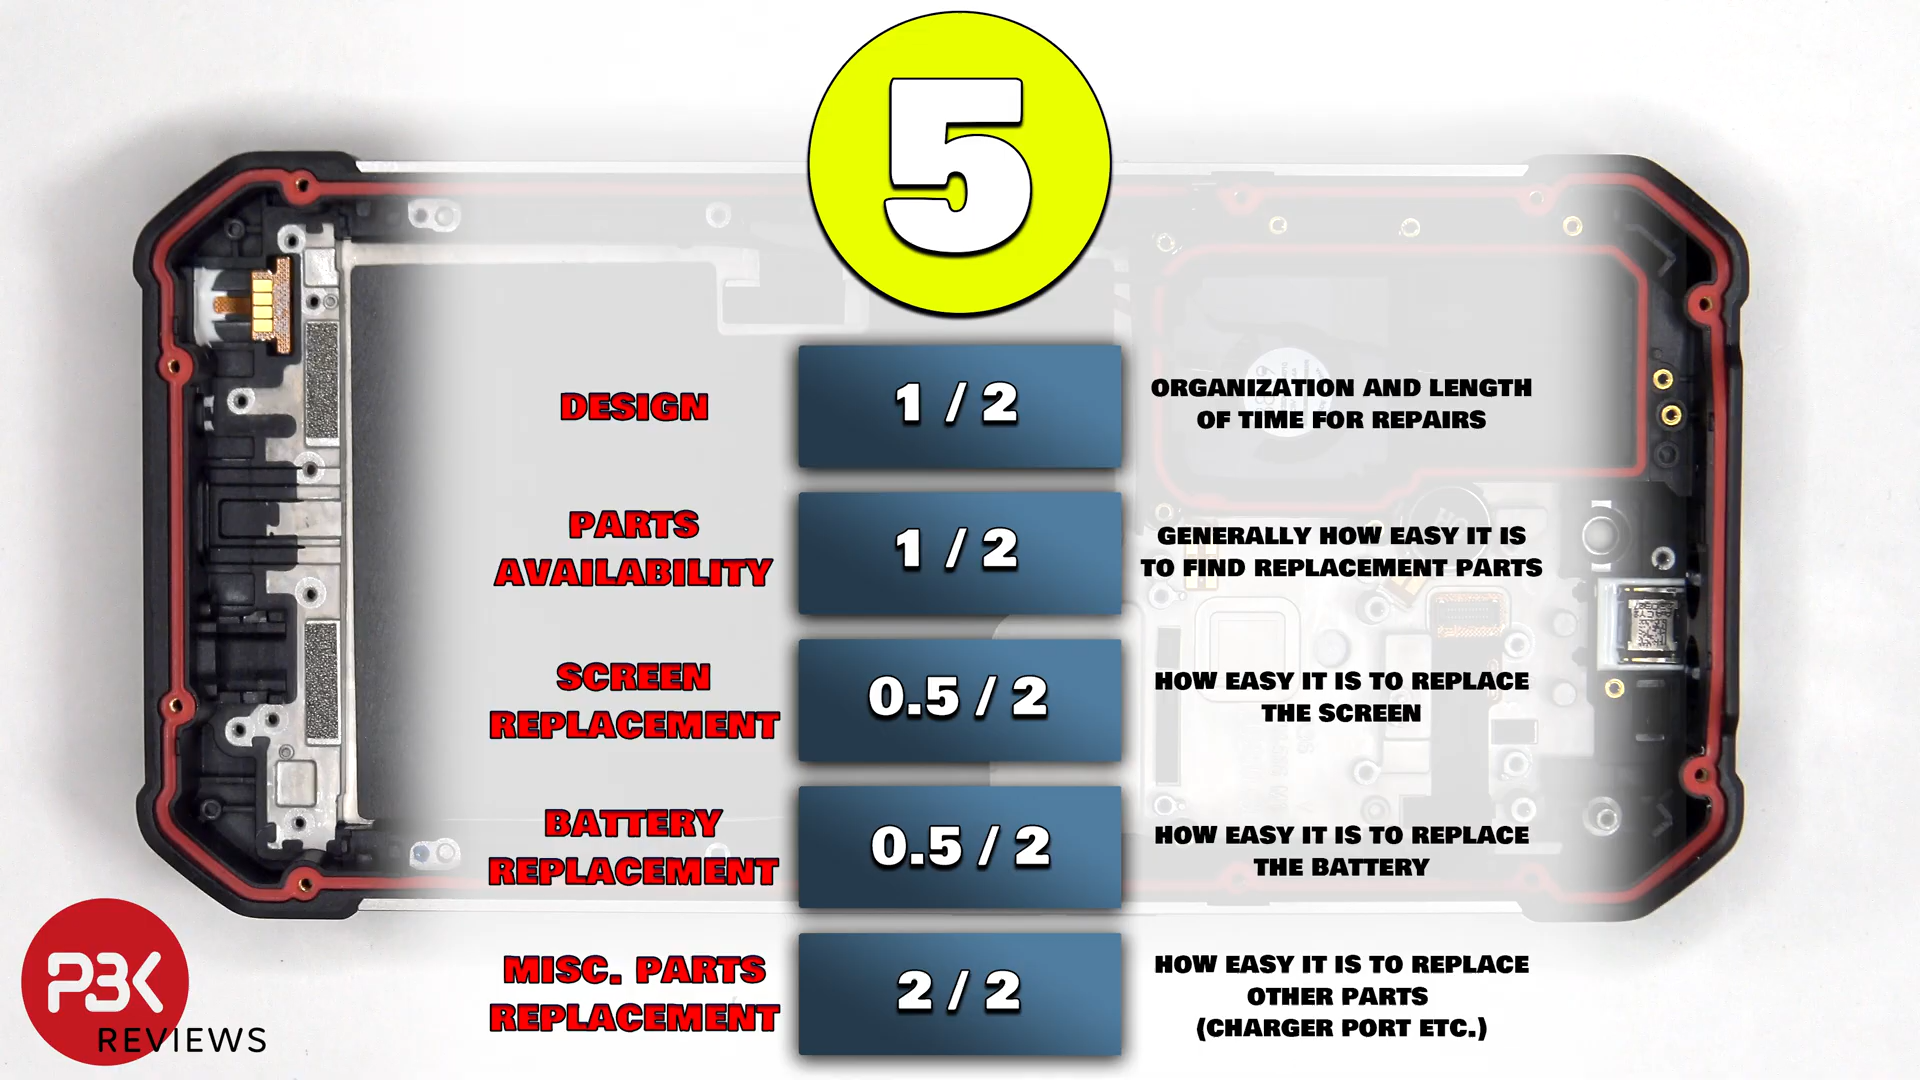 5
DESIGN
1 / 2
ORGANIZATION AND LENGTH
OF TIME FOR REPAIRS
PARTS
AVAILABILITY
1 / 2
GENERALLY HOW EASY IT IS
TO FIND REPLACEMENT PARTS
SCREEN
REPLACEMENT
0.5 / 2
HOW EASY IT IS TO REPLACE
THE SCREEN
BATTERY
REPLACEMENT
0.5 / 2
HOW EASY IT IS TO REPLACE
THE BATTERY
MISC. PARTS
REPLACEMENT
2 / 2
HOW EASY IT IS TO REPLACE
OTHER PARTS
(CHARGER PORT ETC.)
PBK
REVIEWS